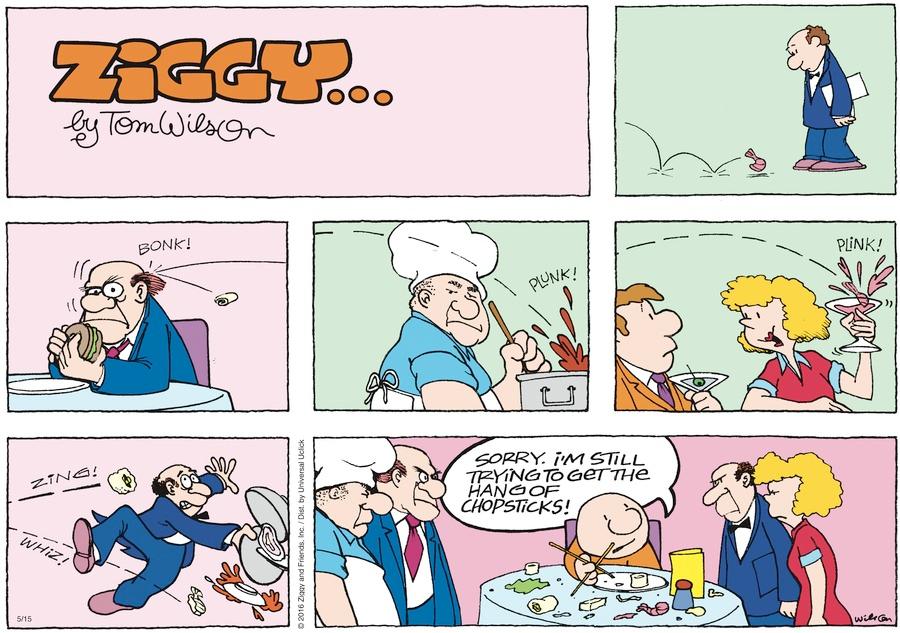 ZIGGY...
by Tom Wilson
BONK!
PLUNK!
PLINK!
ZING!
WHIZ!
5/15
© 2016 Ziggy and Friends, Inc. / Dist. by Universal Uclick
SORRY. I'M STILL
TRYING TO GET THE
HANG OF
CHOPSTICKS!
WILSON